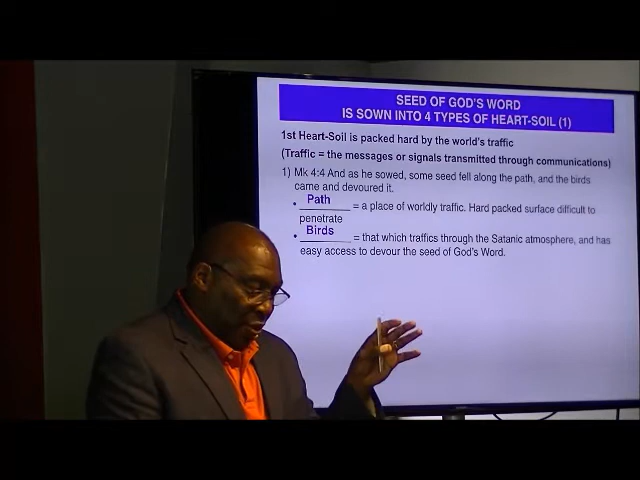 SEED OF GOD'S WORD
IS SOWN INTO 4 TYPES OF HEART-SOIL (1)
1st Heart-Soil is packed hard by the world's traffic
(Traffic = the messages or signals transmitted through communications)
1) Mk 4:4 And as he sowed, some seed fell along the path, and the birds
came and devoured it.
• Path = a place of worldly traffic. Hard packed surface difficult to
penetrate
• Birds = that which traffics through the Satanic atmosphere, and has
easy access to devour the seed of God's Word.